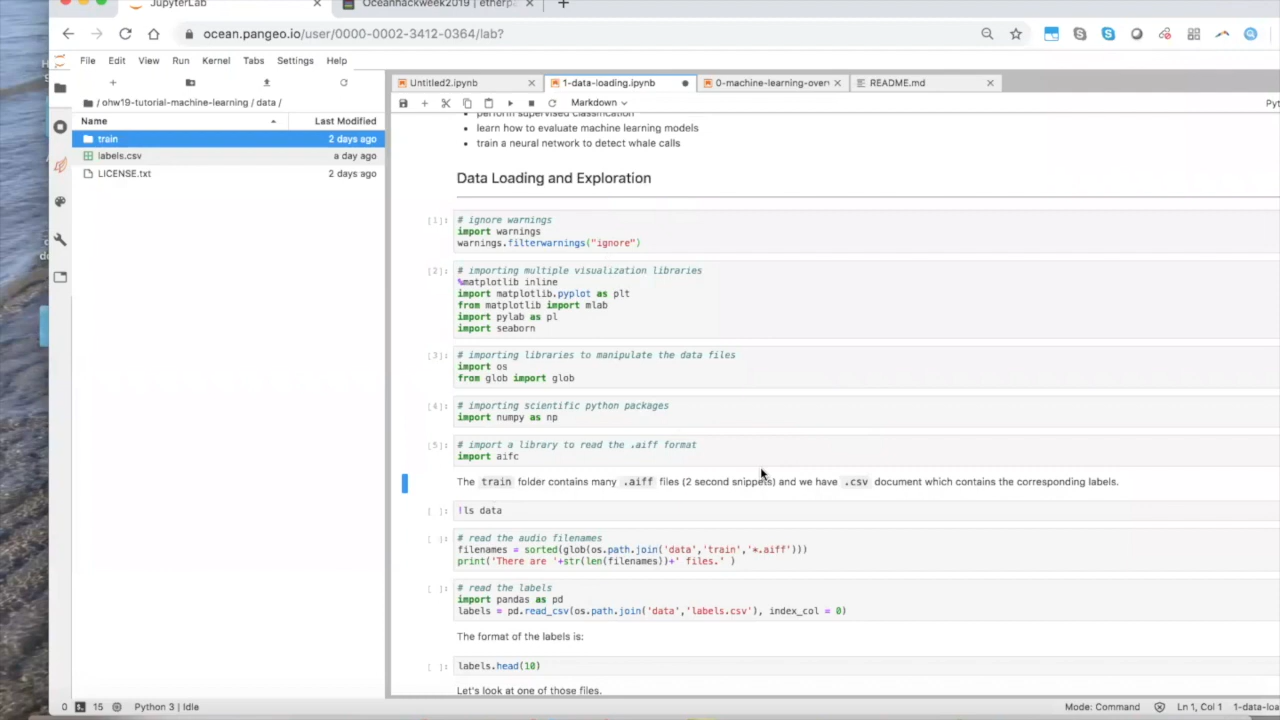 JupyterLab
Oceanhackweek2019 | etherp
ocean.pangeo.io/user/0000-0002-3412-0364/lab?
File Edit View Run Kernel Tabs Settings Help
/ ohw19-tutorial-machine-learning / data /
Name Last Modified
train 2 days ago
labels.csv a day ago
LICENSE.txt 2 days ago
Untitled2.ipynb
1-data-loading.ipynb
0-machine-learning-over
README.md
Markdown
Pyt
perform supervised classification
learn how to evaluate machine learning models
train a neural network to detect whale calls
Data Loading and Exploration
[1]: # ignore warnings
import warnings
warnings.filterwarnings("ignore")
[2]: # importing multiple visualization libraries
%matplotlib inline
import matplotlib.pyplot as plt
from matplotlib import mlab
import pylab as pl
import seaborn
[3]: # importing libraries to manipulate the data files
import os
from glob import glob
[4]: # importing scientific python packages
import numpy as np
[5]: # import a library to read the .aiff format
import aifc
The train folder contains many .aiff files (2 second snippets) and we have .csv document which contains the corresponding labels.
[ ]: !ls data
[ ]: # read the audio filenames
filenames = sorted(glob(os.path.join('data','train','*.aiff')))
print('There are '+str(len(filenames))+' files.' )
[ ]: # read the labels
import pandas as pd
labels = pd.read_csv(os.path.join('data','labels.csv'), index_col = 0)
The format of the labels is:
[ ]: labels.head(10)
Let's look at one of those files.
0 15 Python 3 | Idle
Mode: Command Ln 1, Col 1 1-data-loa